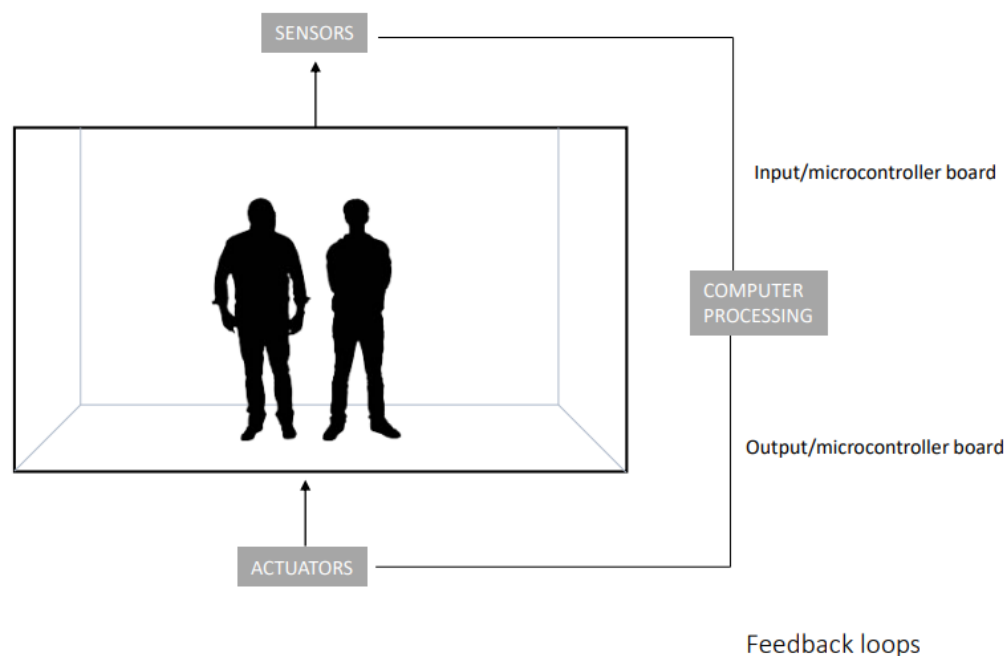 SENSORS
Input/microcontroller board
COMPUTER
PROCESSING
Output/microcontroller board
ACTUATORS
Feedback loops